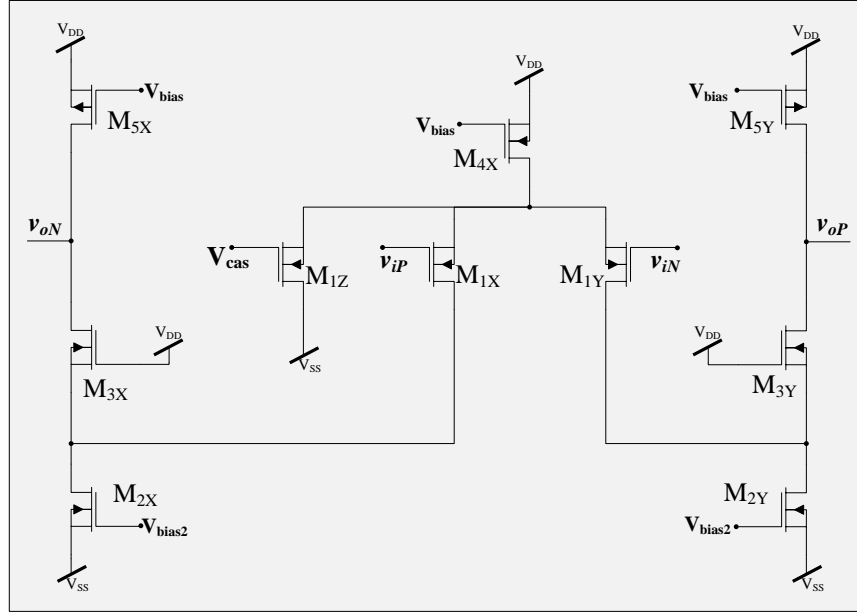 VDD
VDD
VDD
Vbias
Vbias
M5X
Vbias
M5Y
M4X
voN
voP
Vcas
viP
viN
M1Z
M1X
M1Y
VDD
VDD
VSS
M3X
M3Y
M2X
M2Y
Vbias2
Vbias2
VSS
VSS